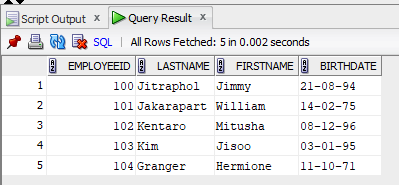 Script Output x Query Result x
SQL | All Rows Fetched: 5 in 0.002 seconds
EMPLOYEEID LASTNAME FIRSTNAME BIRTHDATE
1 100 Jitraphol Jimmy 21-08-94
2 101 Jakarapart William 14-02-75
3 102 Kentaro Mitusha 08-12-96
4 103 Kim Jisoo 03-01-95
5 104 Granger Hermione 11-10-71